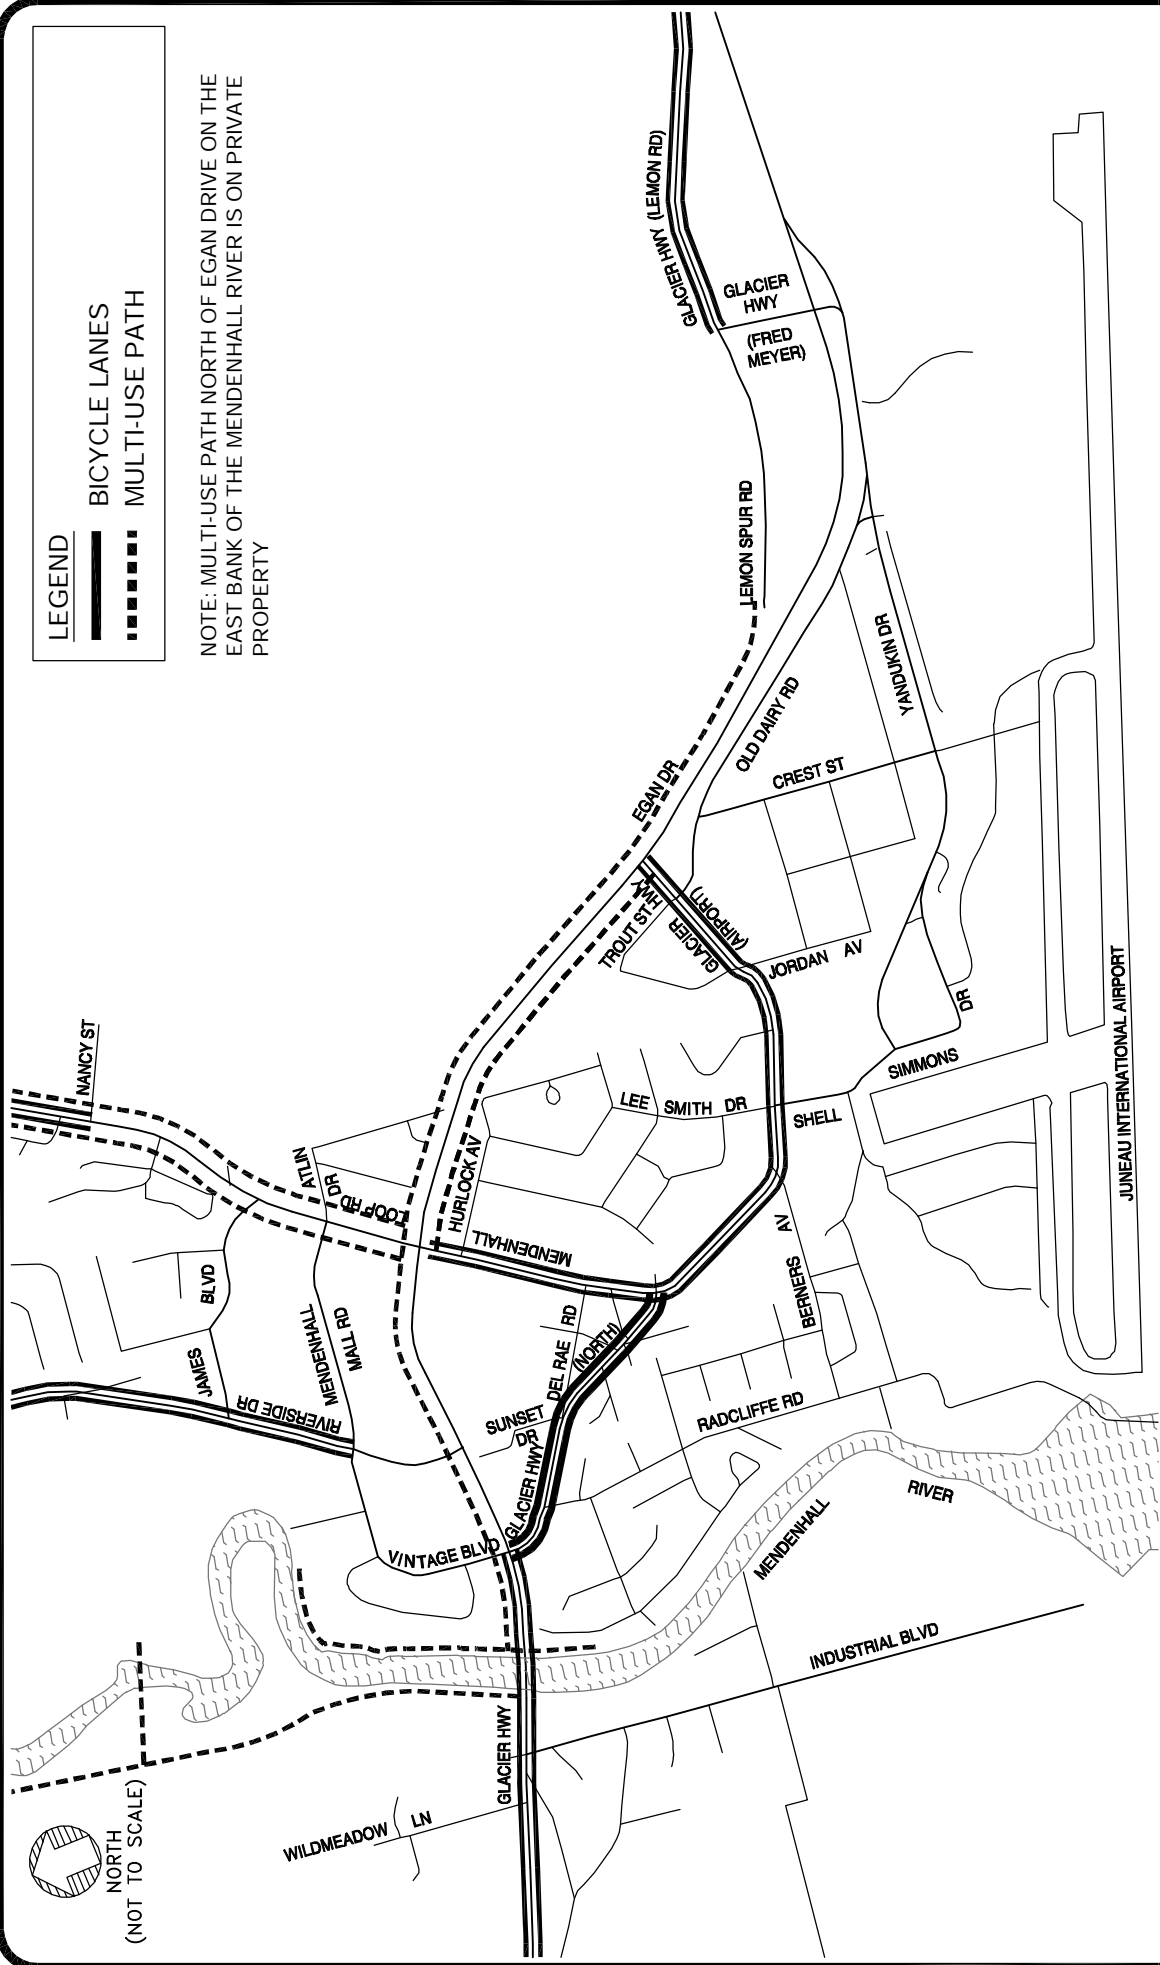 LEGEND
BICYCLE LANES
MULTI-USE PATH
NOTE: MULTI-USE PATH NORTH OF EGAN DRIVE ON THE
EAST BANK OF THE MENDENHALL RIVER IS ON PRIVATE
PROPERTY
NORTH
(NOT TO SCALE)
WILDMEADOW LN
GLACIER HWY
INDUSTRIAL BLVD
MENDENHALL
RIVER
VINTAGE BLVD
GLACIER HWY
(NORTH)
SUNSET
DR
DEL RAE RD
RADCLIFFE RD
RIVERSIDE DR
JAMES BLVD
MENDENHALL
MALL RD
BERNERS AV
MENDENHALL
LOOP RD
ATLIN
DR
HURLOCK AV
NANCY ST
LEE SMITH DR
SHELL
SIMMONS
DR
JUNEAU INTERNATIONAL AIRPORT
TROUT ST
GLACIER
HWY
(AIRPORT)
JORDAN AV
CREST ST
EGAN DR
OLD DAIRY RD
YANDUKIN DR
LEMON SPUR RD
GLACIER HWY (LEMON RD)
GLACIER
HWY
(FRED
MEYER)